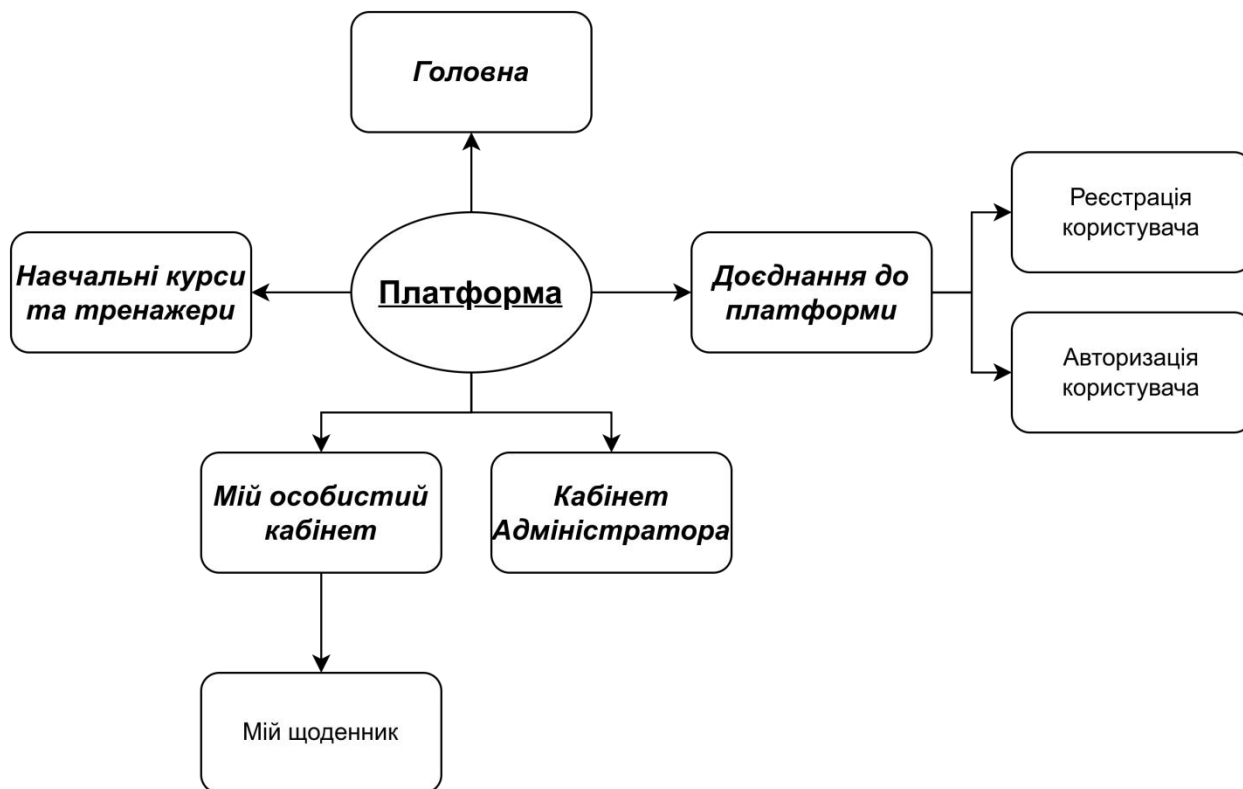 Головна
Реєстрація
користувача
Навчальні курси
та тренажери
Платформа
Доєднання до
платформи
Авторизація
користувача
Мій особистий
кабінет
Кабінет
Адміністратора
Мій щоденник